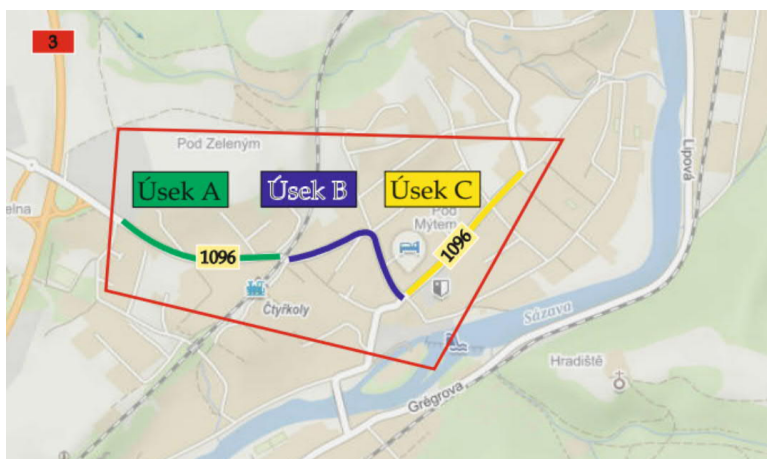 3
Pod Zeleným
Úsek A
Úsek B
Úsek C
Lipová
elna
Pod
Mýtem
1096
1096
Čtyřkoly
Sázava
Hradiště
Grégrova